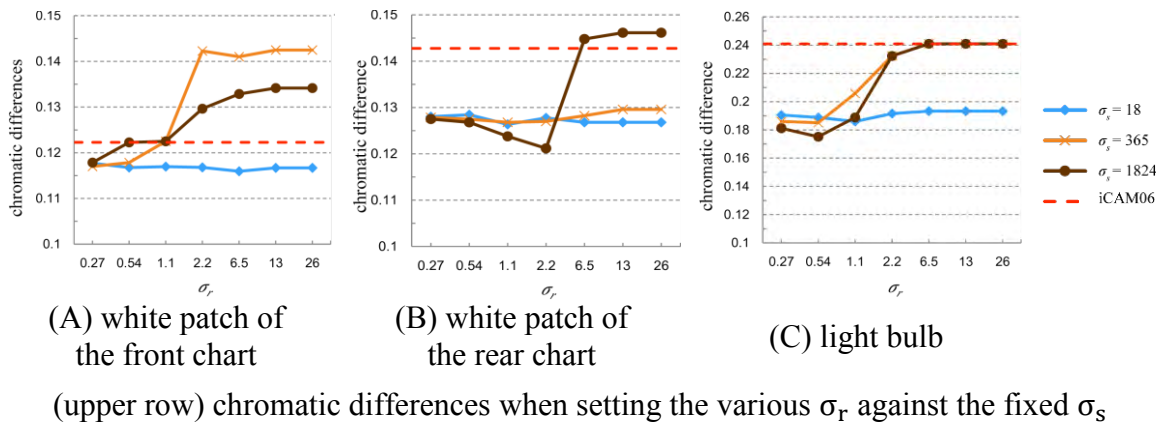 chromatic differences
0.15
0.14
0.13
0.12
0.11
0.1
0.27 0.54 1.1 2.2 6.5 13 26
σr
(A) white patch of
the front chart
chromatic difference
0.15
0.14
0.13
0.12
0.11
0.1
0.27 0.54 1.1 2.2 6.5 13 26
σr
(B) white patch of
the rear chart
chromatic difference
0.26
0.24
0.22
0.2
0.18
0.16
0.14
0.12
0.1
0.27 0.54 1.1 2.2 6.5 13 26
σr
(C) light bulb
σs = 18
σs = 365
σs = 1824
iCAM06
(upper row) chromatic differences when setting the various σr against the fixed σs